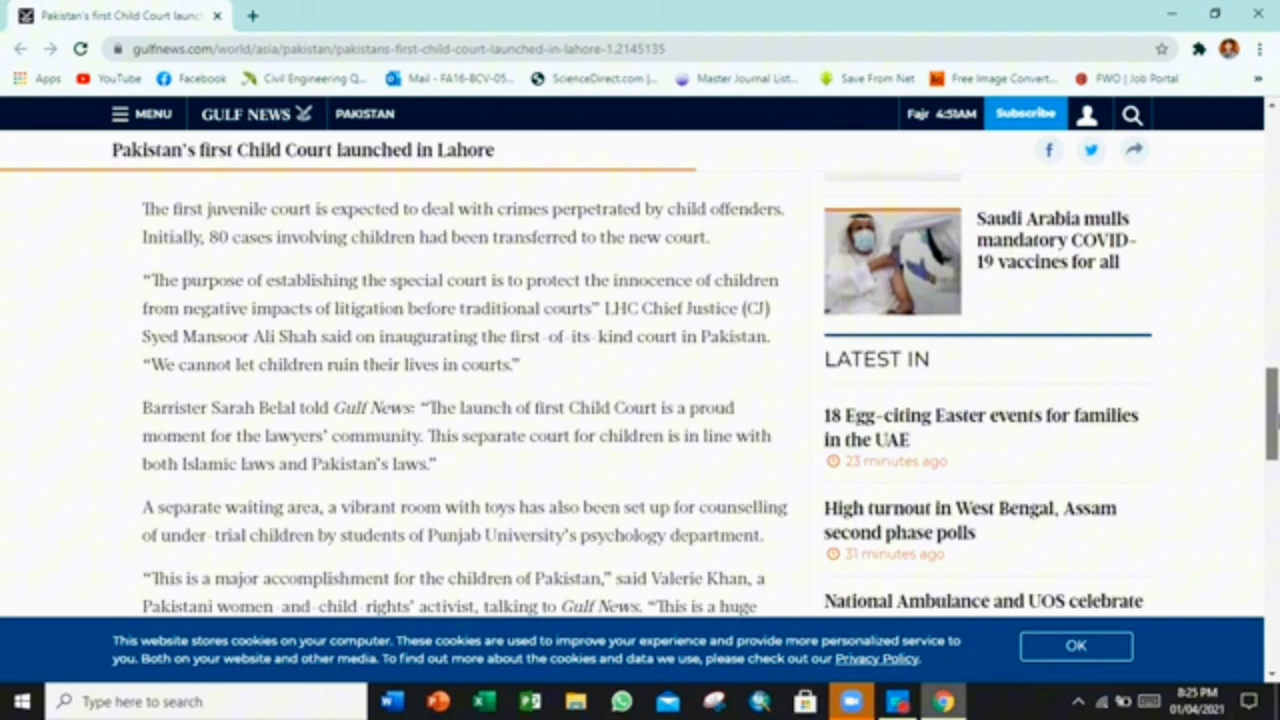 Pakistan's first Child Court launc
gulfnews.com/world/asia/pakistan/pakistans-first-child-court-launched-in-lahore-1.2145135
Apps YouTube Facebook Civil Engineering Q... Mail - FA16-BCV-05... ScienceDirect.com |... Master Journal List... Save From Net Free Image Convert... FWO | Job Portal »
MENU GULF NEWS PAKISTAN Fajr 4:51AM Subscribe
Pakistan's first Child Court launched in Lahore
The first juvenile court is expected to deal with crimes perpetrated by child offenders.
Initially, 80 cases involving children had been transferred to the new court.
“The purpose of establishing the special court is to protect the innocence of children
from negative impacts of litigation before traditional courts” LHC Chief Justice (CJ)
Syed Mansoor Ali Shah said on inaugurating the first-of-its-kind court in Pakistan.
“We cannot let children ruin their lives in courts.”
Barrister Sarah Belal told Gulf News: “The launch of first Child Court is a proud
moment for the lawyers’ community. This separate court for children is in line with
both Islamic laws and Pakistan’s laws.”
A separate waiting area, a vibrant room with toys has also been set up for counselling
of under-trial children by students of Punjab University’s psychology department.
“This is a major accomplishment for the children of Pakistan,” said Valerie Khan, a
Pakistani women-and-child-rights’ activist, talking to Gulf News. “This is a huge
Saudi Arabia mulls
mandatory COVID-
19 vaccines for all
LATEST IN
18 Egg-citing Easter events for families
in the UAE
23 minutes ago
High turnout in West Bengal, Assam
second phase polls
31 minutes ago
National Ambulance and UOS celebrate
This website stores cookies on your computer. These cookies are used to improve your experience and provide more personalized service to
you. Both on your website and other media. To find out more about the cookies and data we use, please check out our Privacy Policy.
OK
Type here to search
8:25 PM
01/04/2021